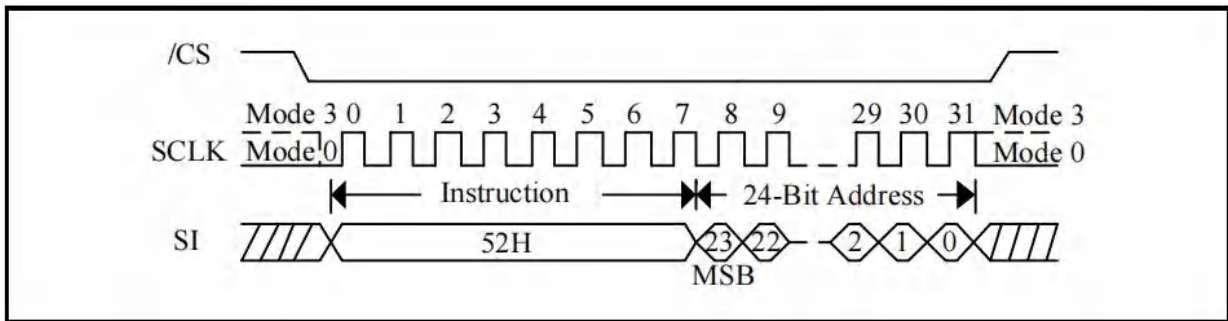 /CS
Mode 3 0 1 2 3 4 5 6 7 8 9 29 30 31 Mode 3
SCLK Mode 0 Mode 0
Instruction 24-Bit Address
SI 52H 23 22 2 1 0
MSB